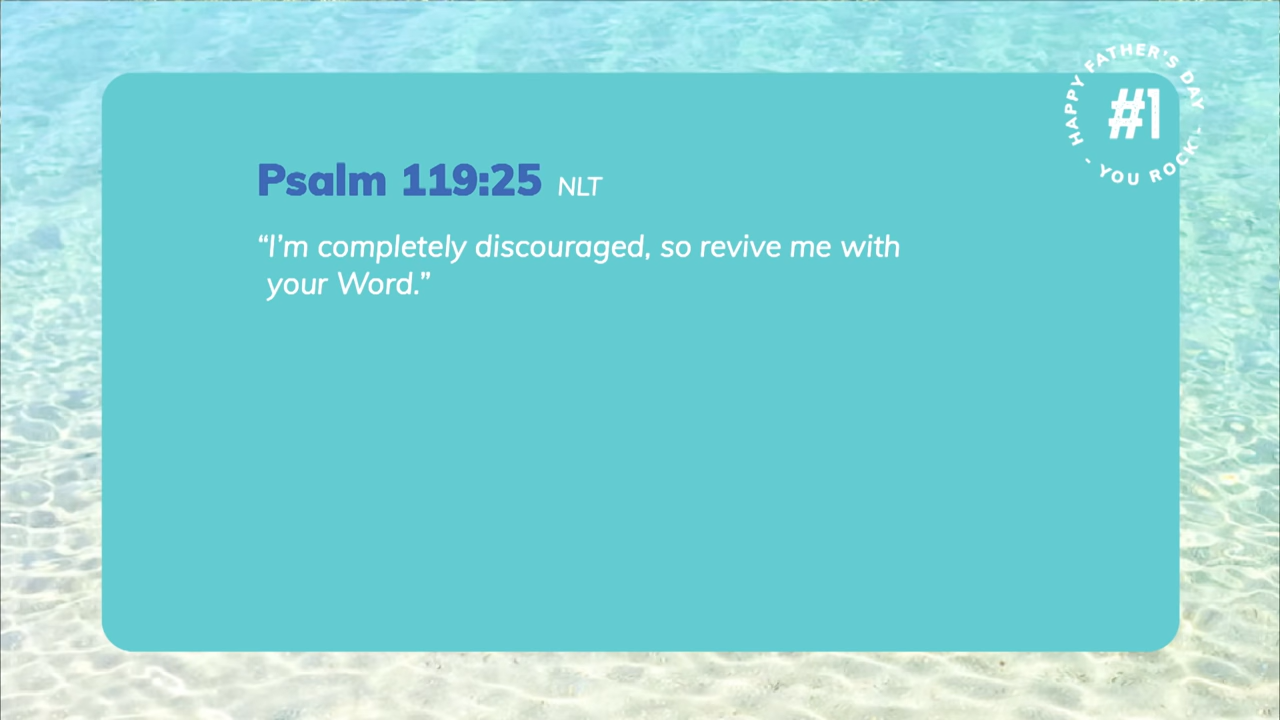 HAPPY FATHER'S DAY
#1
- YOU ROCK -
Psalm 119:25 NLT
“I’m completely discouraged, so revive me with
your Word.”